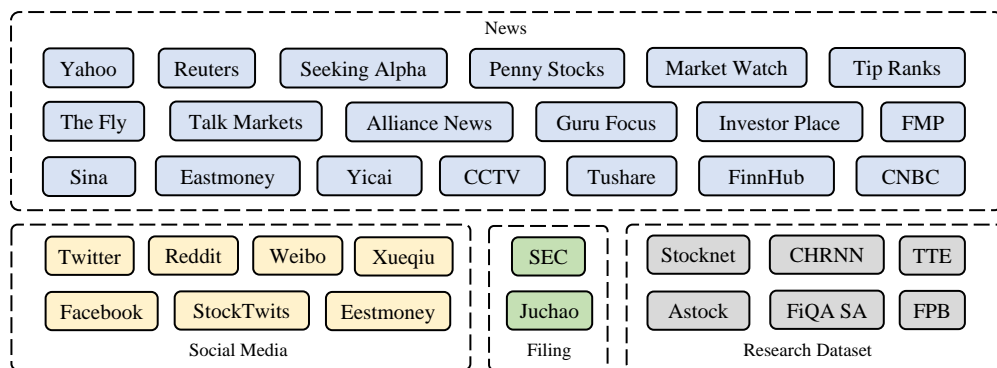 News
Yahoo Reuters Seeking Alpha Penny Stocks Market Watch Tip Ranks
The Fly Talk Markets Alliance News Guru Focus Investor Place FMP
Sina Eastmoney Yicai CCTV Tushare FinnHub CNBC
Twitter Reddit Weibo Xueqiu
Facebook StockTwits Eestmoney
Social Media
SEC
Juchao
Filing
Stocknet CHRNN TTE
Astock FiQA SA FPB
Research Dataset